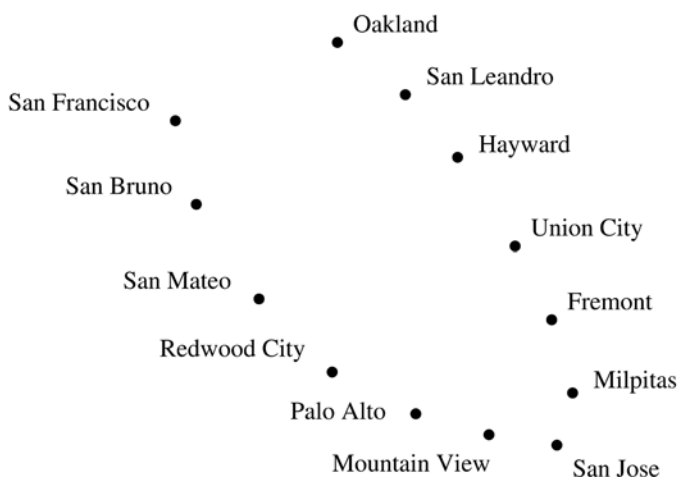 Oakland
San Leandro
San Francisco
Hayward
San Bruno
Union City
San Mateo
Fremont
Redwood City
Milpitas
Palo Alto
Mountain View
San Jose